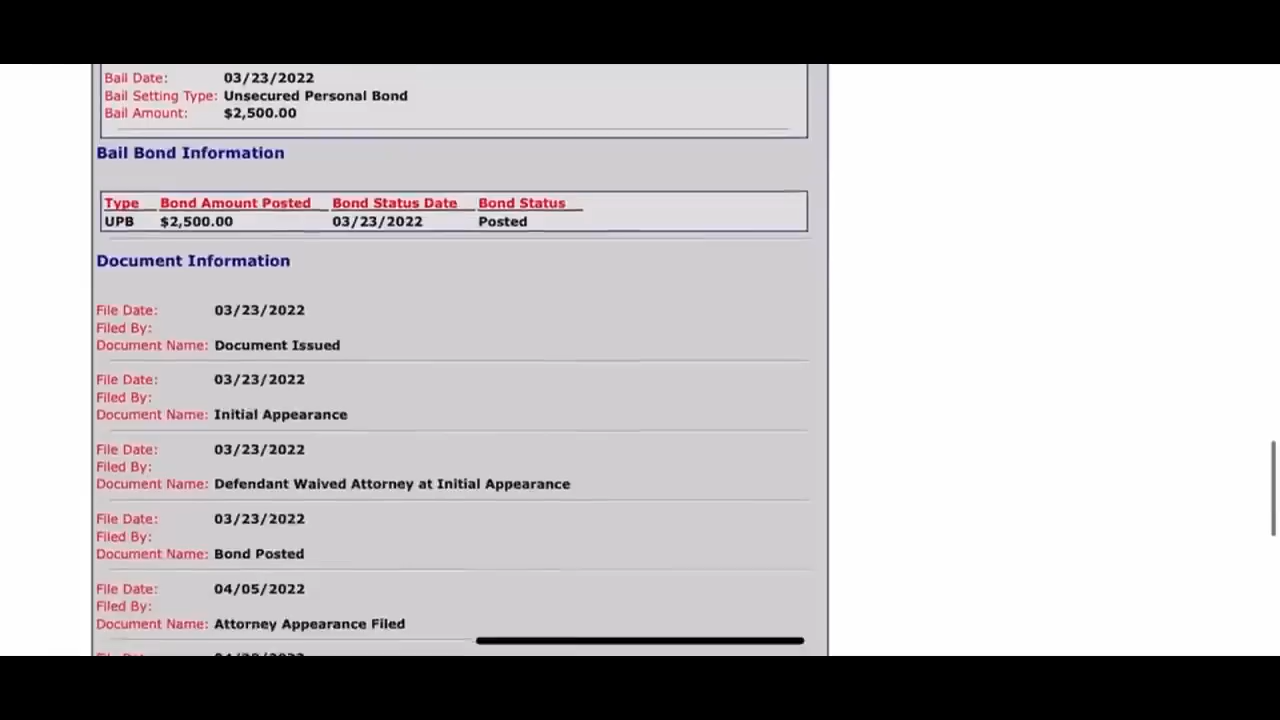 Bail Date: 03/23/2022
Bail Setting Type: Unsecured Personal Bond
Bail Amount: $2,500.00
Bail Bond Information
Type Bond Amount Posted Bond Status Date Bond Status
UPB $2,500.00 03/23/2022 Posted
Document Information
File Date: 03/23/2022
Filed By:
Document Name: Document Issued
File Date: 03/23/2022
Filed By:
Document Name: Initial Appearance
File Date: 03/23/2022
Filed By:
Document Name: Defendant Waived Attorney at Initial Appearance
File Date: 03/23/2022
Filed By:
Document Name: Bond Posted
File Date: 04/05/2022
Filed By:
Document Name: Attorney Appearance Filed